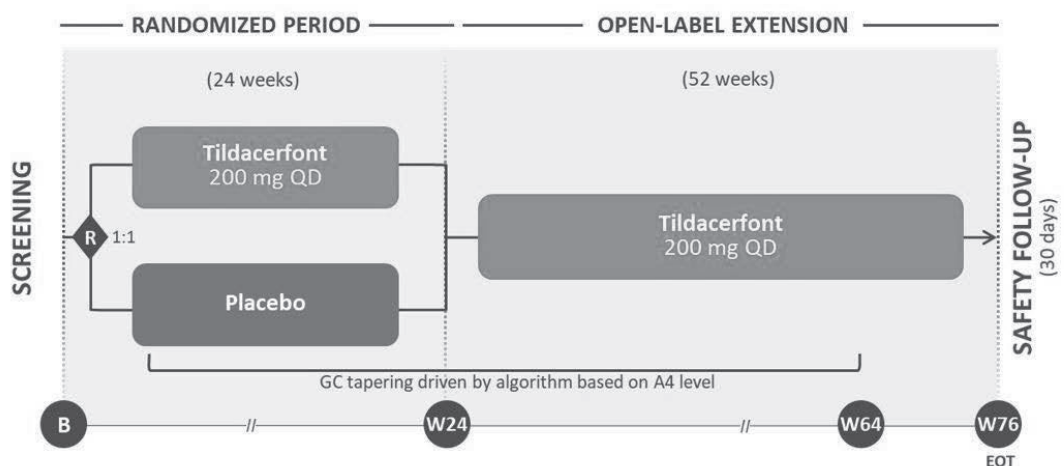 RANDOMIZED PERIOD
OPEN-LABEL EXTENSION
(24 weeks)
(52 weeks)
SCREENING
Tildacerfont
200 mg QD
R
1:1
Placebo
Tildacerfont
200 mg QD
SAFETY FOLLOW-UP
(30 days)
GC tapering driven by algorithm based on A4 level
B
//
W24
//
W64
W76
EOT